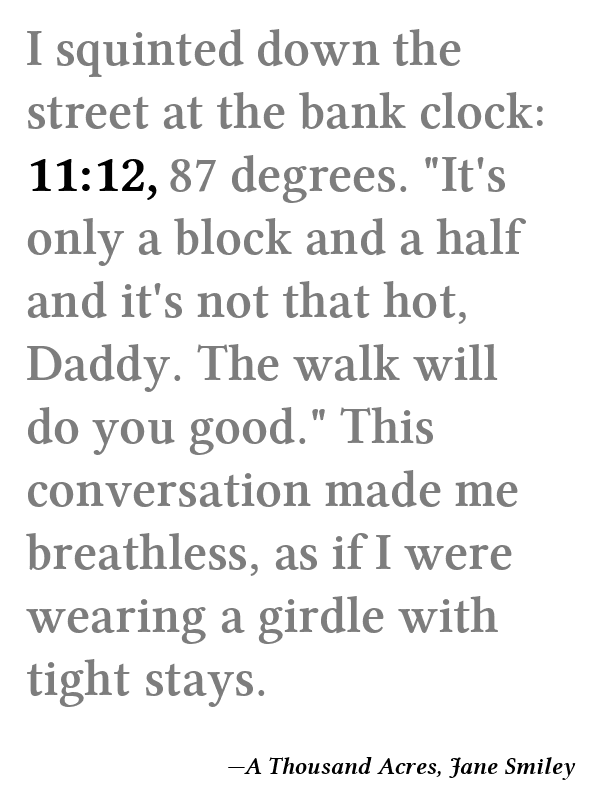 I squinted down the
street at the bank clock:
11:12, 87 degrees. "It's
only a block and a half
and it's not that hot,
Daddy. The walk will
do you good." This
conversation made me
breathless, as if I were
wearing a girdle with
tight stays.
—A Thousand Acres, Jane Smiley